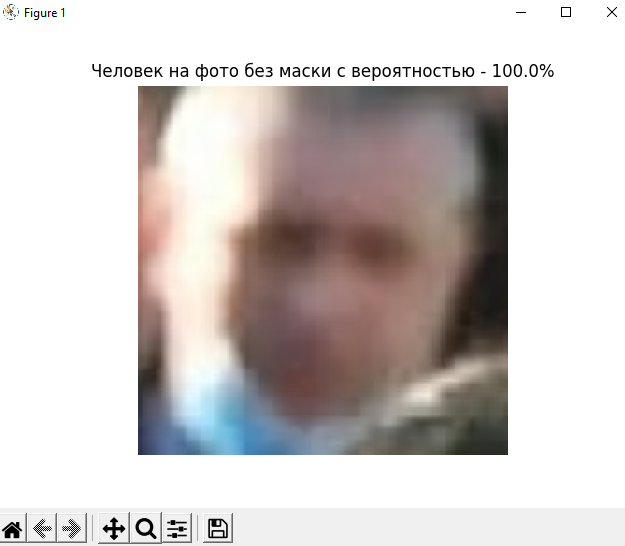 Figure 1
Человек на фото без маски с вероятностью - 100.0%